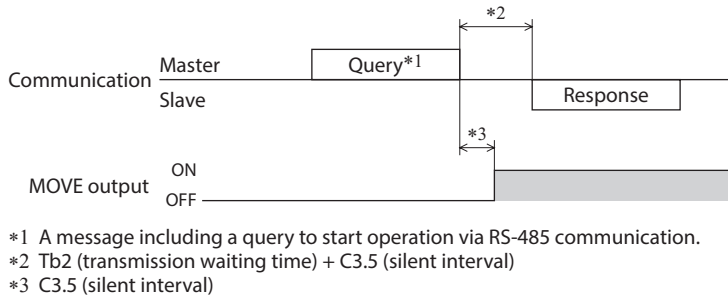 *2
Master
Query*1
Communication
Slave
Response
*3
ON
MOVE output
OFF
*1 A message including a query to start operation via RS-485 communication.
*2 Tb2 (transmission waiting time) + C3.5 (silent interval)
*3 C3.5 (silent interval)